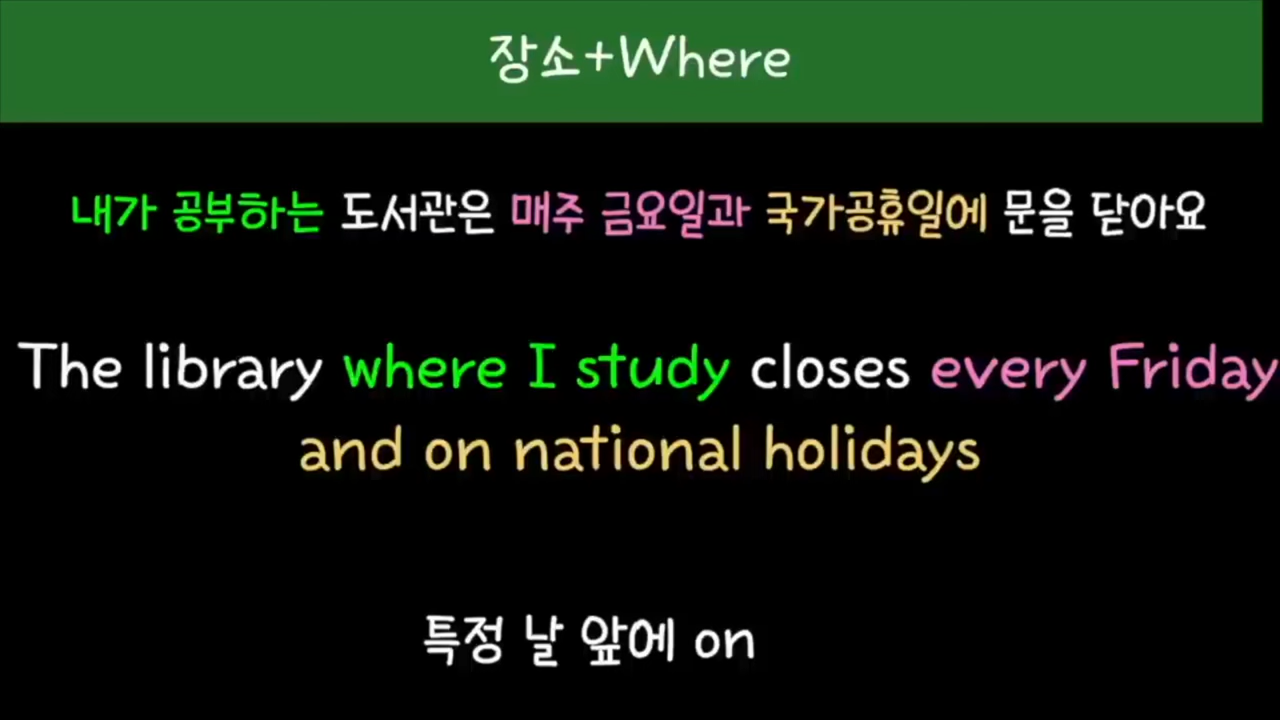 장소+Where
내가 공부하는 도서관은 매주 금요일과 국가공휴일에 문을 닫아요
The library where I study closes every Friday
and on national holidays
특정 날 앞에 on